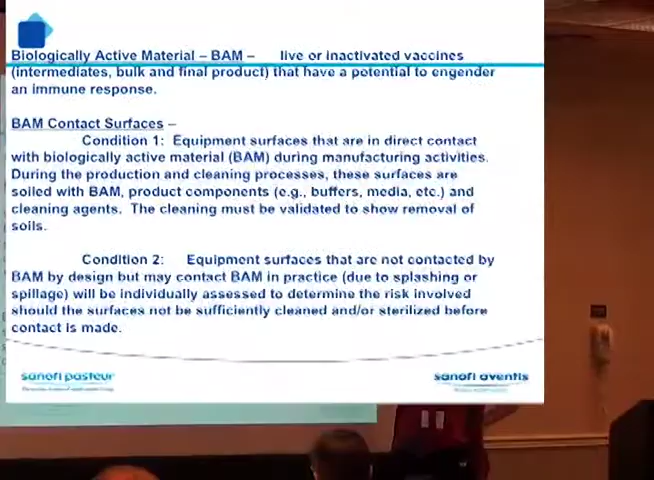 Biologically Active Material – BAM – live or inactivated vaccines
(intermediates, bulk and final product) that have a potential to engender
an immune response.
BAM Contact Surfaces –
Condition 1: Equipment surfaces that are in direct contact
with biologically active material (BAM) during manufacturing activities.
During the production and cleaning processes, these surfaces are
soiled with BAM, product components (e.g., buffers, media, etc.) and
cleaning agents. The cleaning must be validated to show removal of
soils.
Condition 2: Equipment surfaces that are not contacted by
BAM by design but may contact BAM in practice (due to splashing or
spillage) will be individually assessed to determine the risk involved
should the surfaces not be sufficiently cleaned and/or sterilized before
contact is made.
sanofi pasteur
sanofi aventis